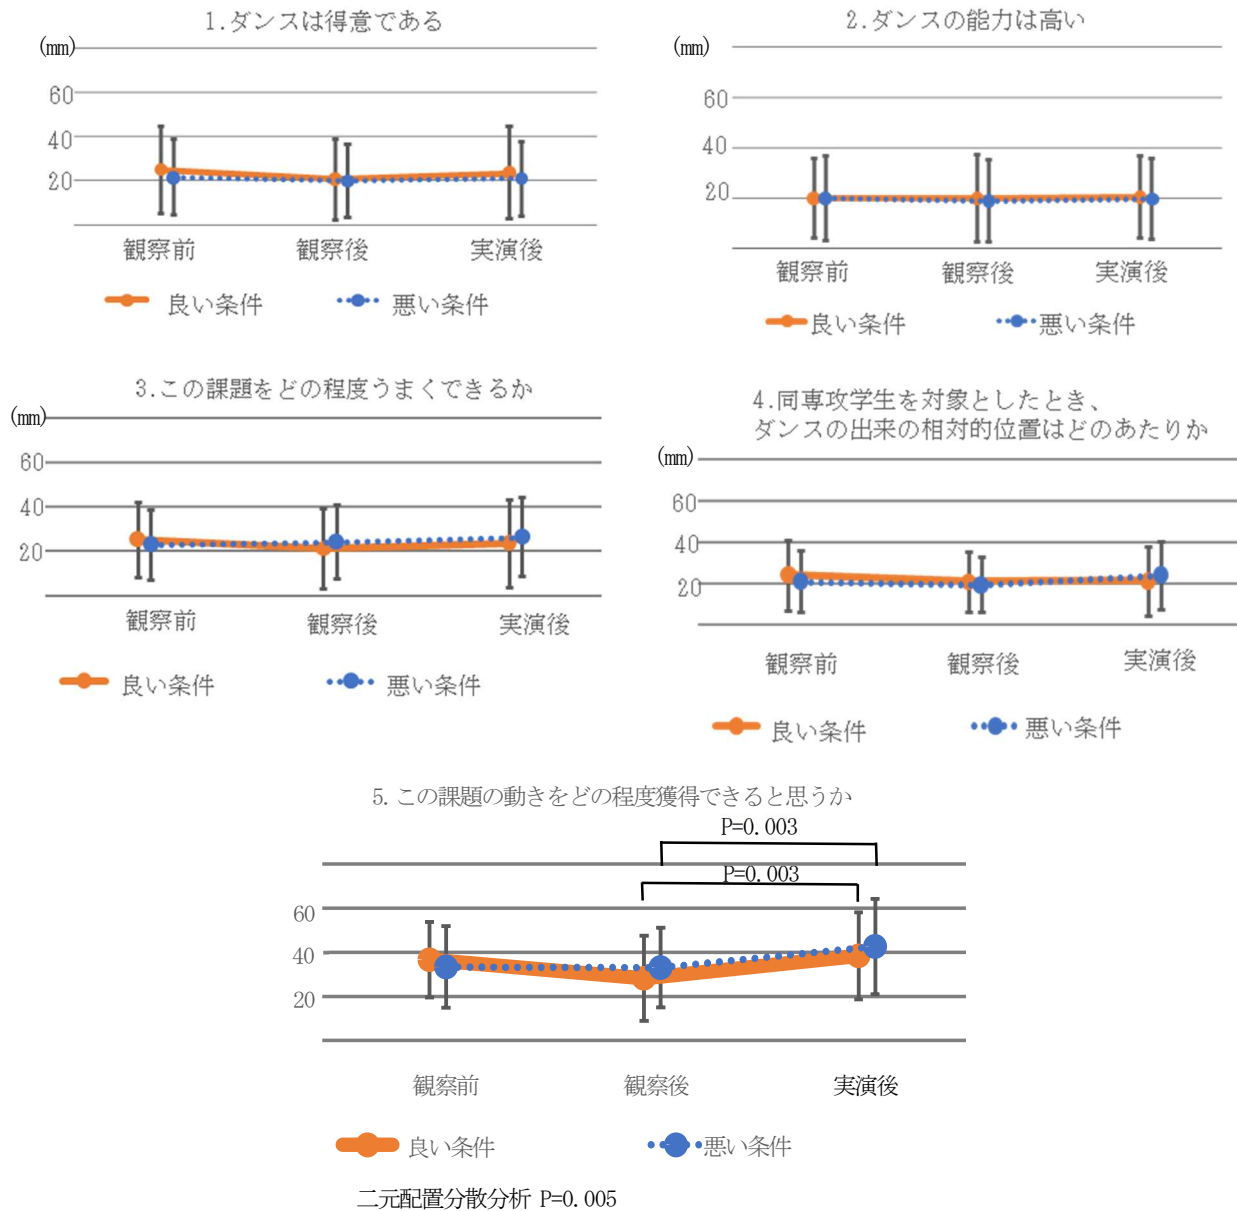 1.ダンスは得意である
(mm)
60
40
20
観察前
観察後
実演後
良い条件
悪い条件
2.ダンスの能力は高い
(mm)
60
40
20
観察前
観察後
実演後
良い条件
悪い条件
3.この課題をどの程度うまくできるか
(mm)
60
40
20
観察前
観察後
実演後
良い条件
悪い条件
4.同専攻学生を対象としたとき、
ダンスの出来の相対的位置はどのあたりか
(mm)
60
40
20
観察前
観察後
実演後
良い条件
悪い条件
5.この課題の動きをどの程度獲得できると思うか
P=0.003
P=0.003
60
40
20
観察前
観察後
実演後
良い条件
悪い条件
二元配置分散分析 P=0.005